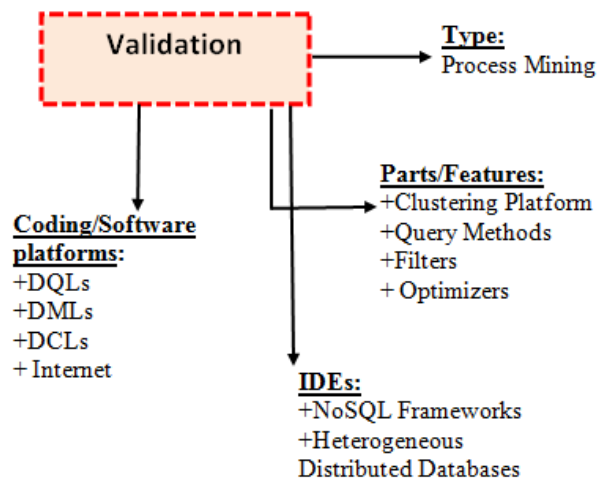 Validation
Type:
Process Mining
Parts/Features:
+Clustering Platform
+Query Methods
+Filters
+ Optimizers
Coding/Software
platforms:
+DQLs
+DMLs
+DCLs
+ Internet
IDEs:
+NoSQL Frameworks
+Heterogeneous
Distributed Databases